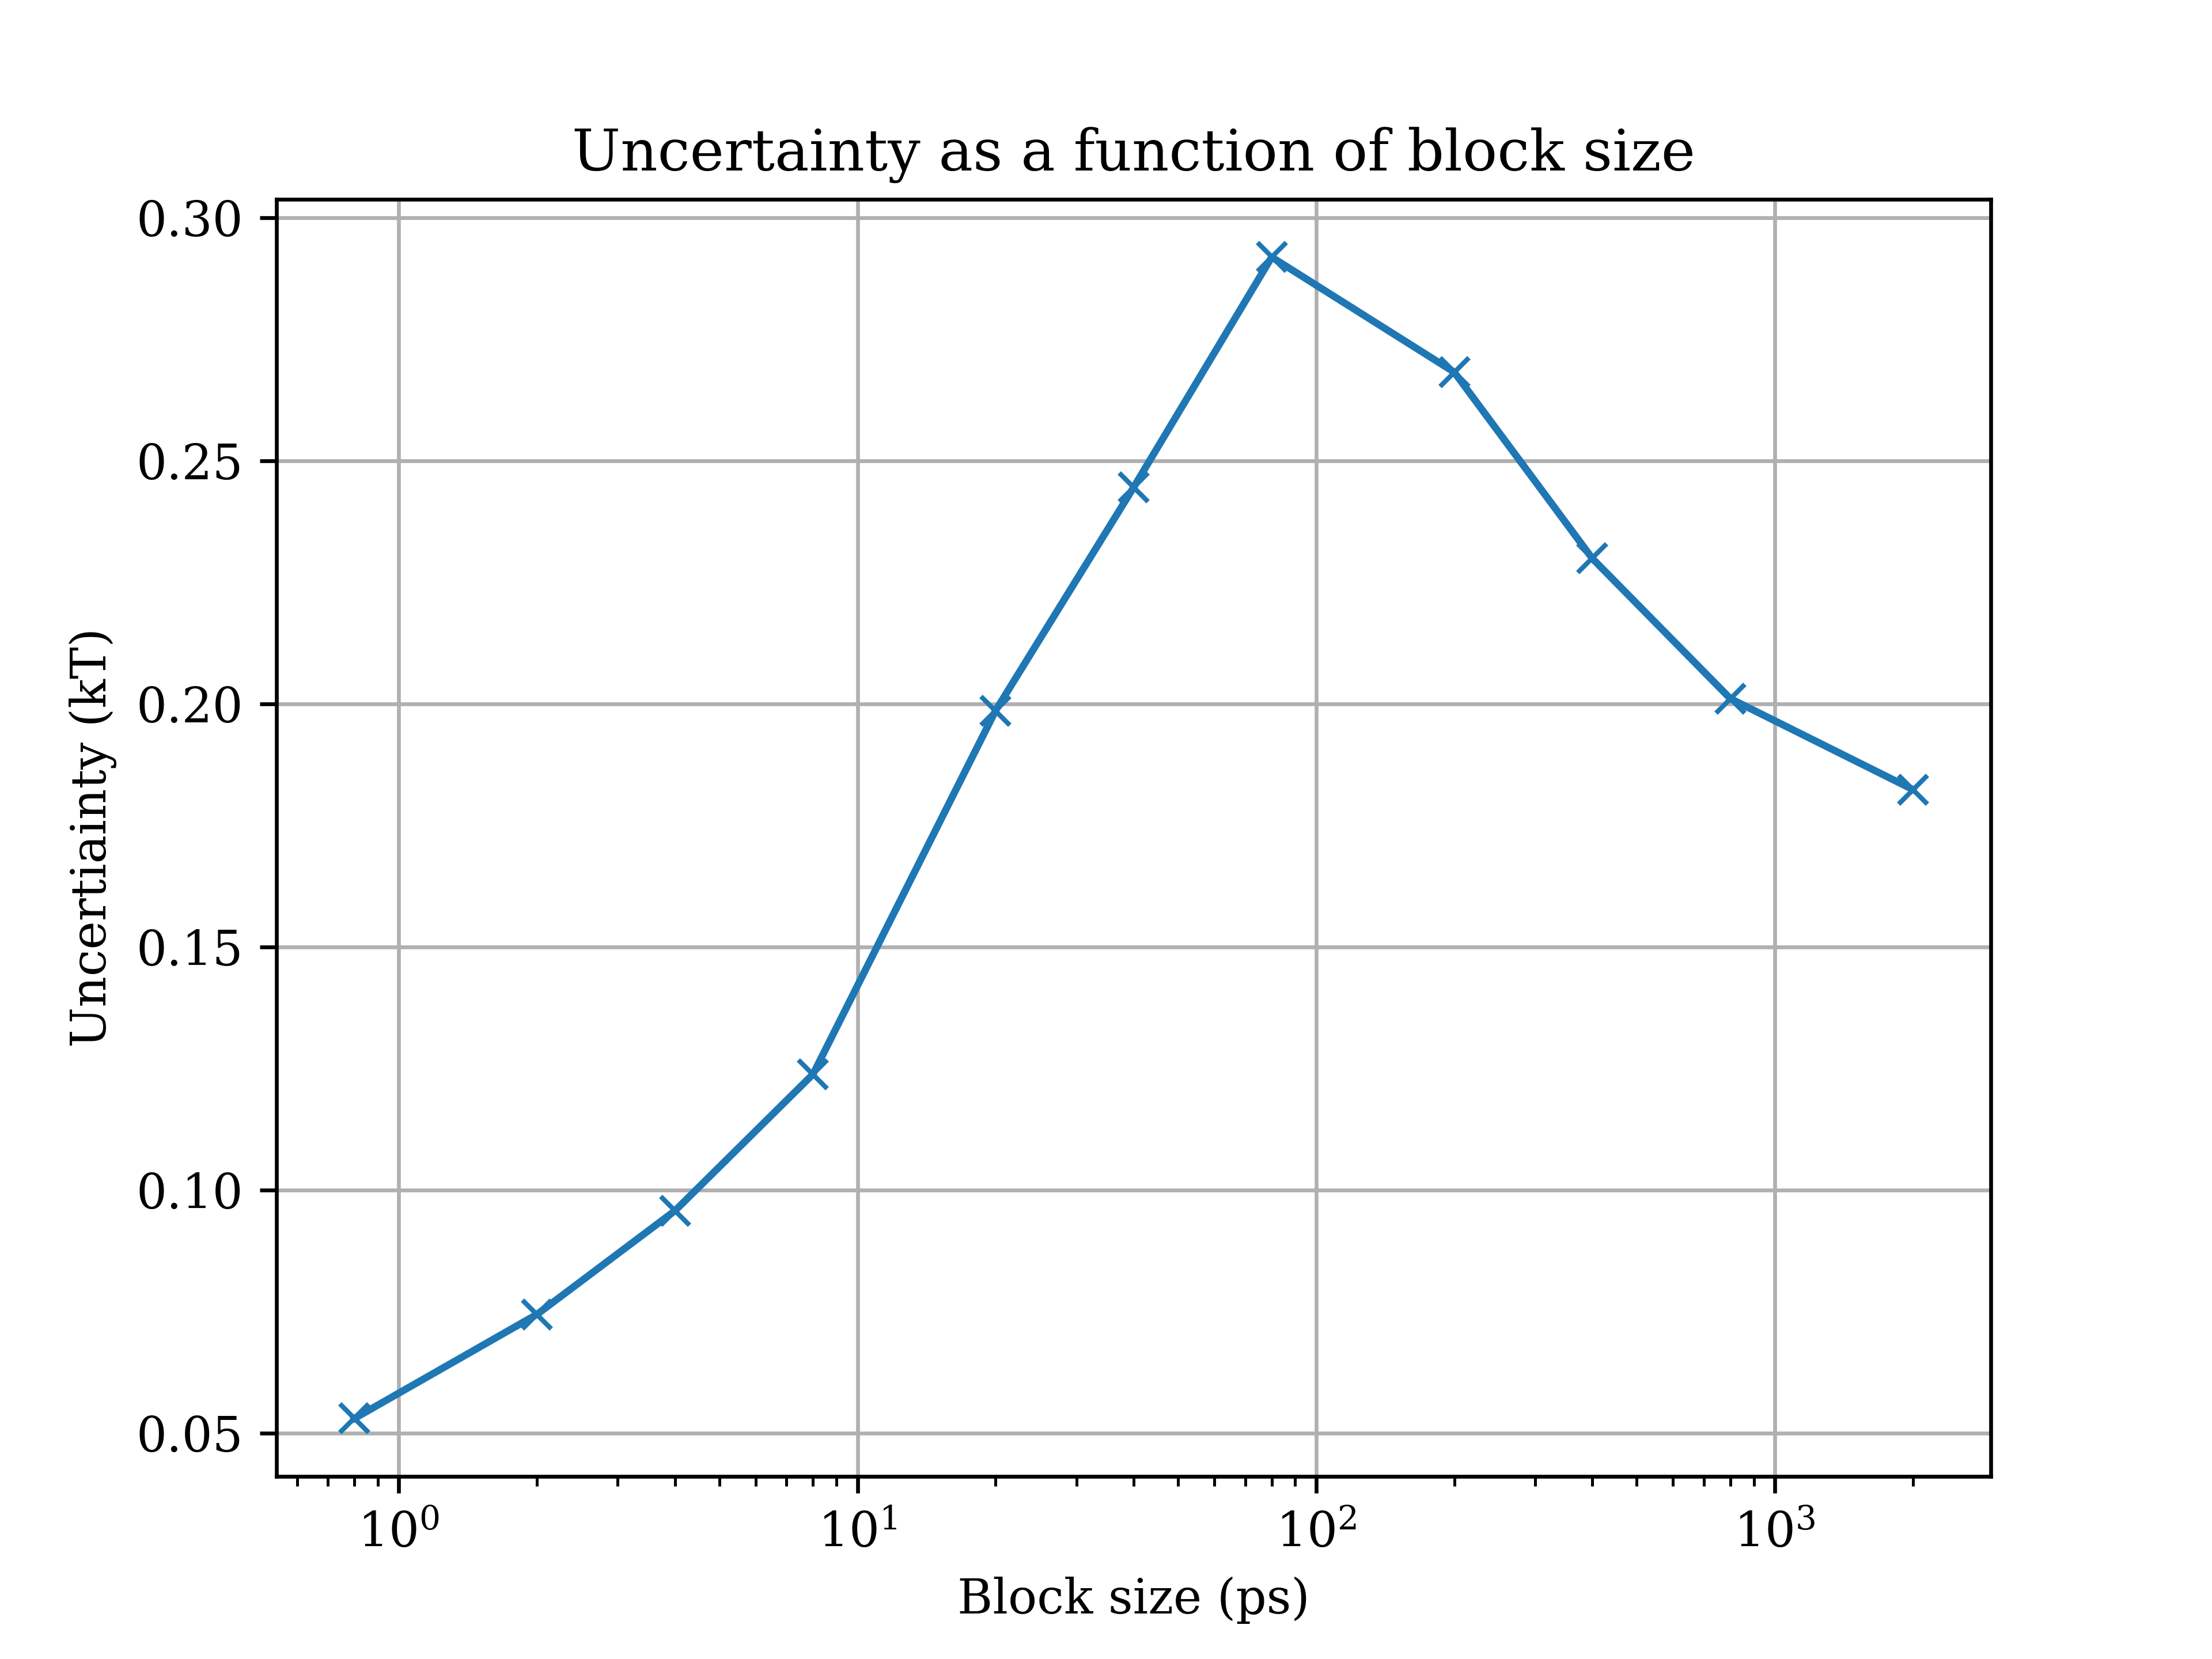 Uncertainty as a function of block size
0.30
0.25
0.20
0.15
0.10
0.05
Uncertiainty (kT)
10⁰ 10¹ 10² 10³
Block size (ps)